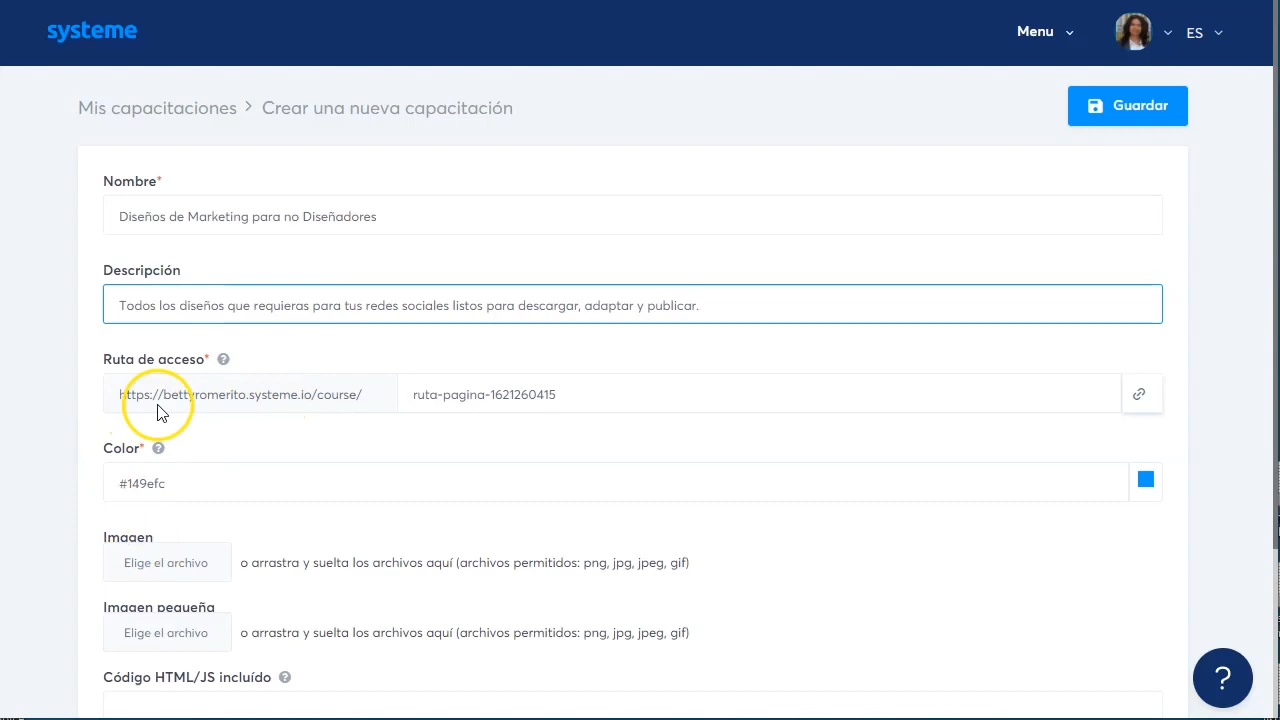 systeme
Menu
ES
Mis capacitaciones > Crear una nueva capacitación
Guardar
Nombre*
Diseños de Marketing para no Diseñadores
Descripción
Todos los diseños que requieras para tus redes sociales listos para descargar, adaptar y publicar.
Ruta de acceso* ?
https://bettyromerito.systeme.io/course/ ruta-pagina-1621260415
Color* ?
#149efc
Imagen
Elige el archivo o arrastra y suelta los archivos aquí (archivos permitidos: png, jpg, jpeg, gif)
Imagen pequeña
Elige el archivo o arrastra y suelta los archivos aquí (archivos permitidos: png, jpg, jpeg, gif)
Código HTML/JS incluído ?
?